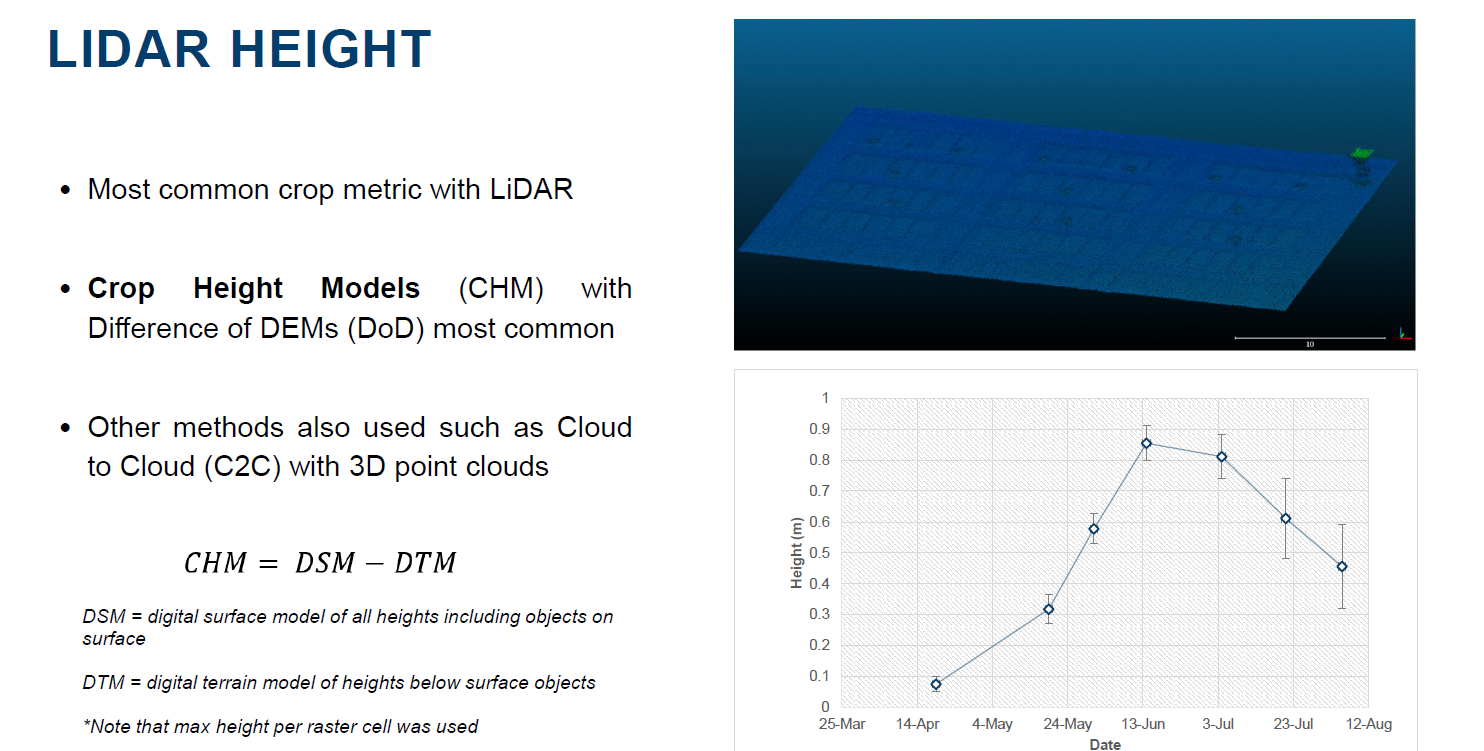 LIDAR HEIGHT
• Most common crop metric with LiDAR
• Crop Height Models (CHM) with
Difference of DEMs (DoD) most common
• Other methods also used such as Cloud
to Cloud (C2C) with 3D point clouds
CHM = DSM − DTM
DSM = digital surface model of all heights including objects on
surface
DTM = digital terrain model of heights below surface objects
*Note that max height per raster cell was used
10
1
0.9
0.8
0.7
0.6
0.5
0.4
0.3
0.2
0.1
0
Height (m)
25-Mar 14-Apr 4-May 24-May 13-Jun 3-Jul 23-Jul 12-Aug
Date